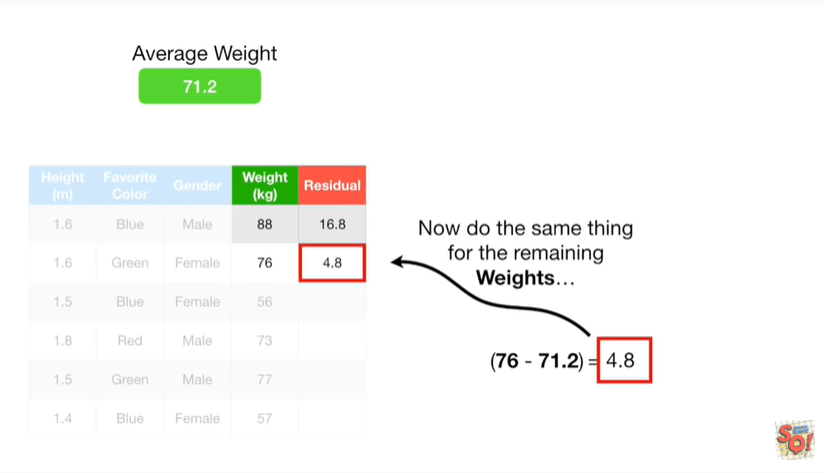 Average Weight
71.2
Height (m) Favorite Color Gender Weight (kg) Residual
1.6 Blue Male 88 16.8
1.6 Green Female 76 4.8
1.5 Blue Female 56
1.8 Red Male 73
1.5 Green Male 77
1.4 Blue Female 57
Now do the same thing
for the remaining
Weights…
(76 - 71.2) = 4.8
SQ!